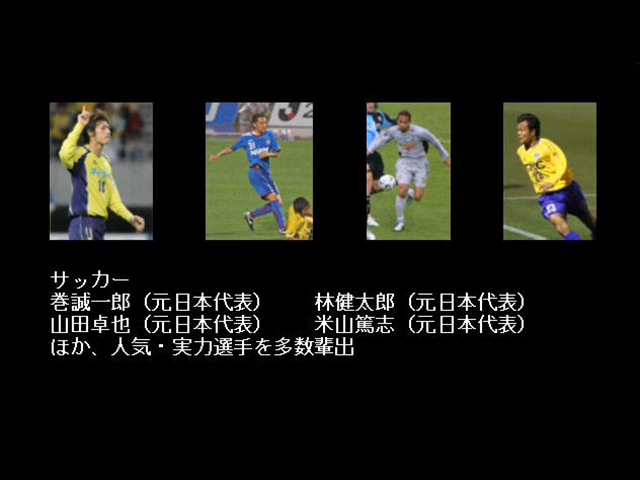 サッカー
巻誠一郎（元日本代表）　　林健太郎（元日本代表）
山田卓也（元日本代表）　　米山篤志（元日本代表）
ほか、人気・実力選手を多数輩出